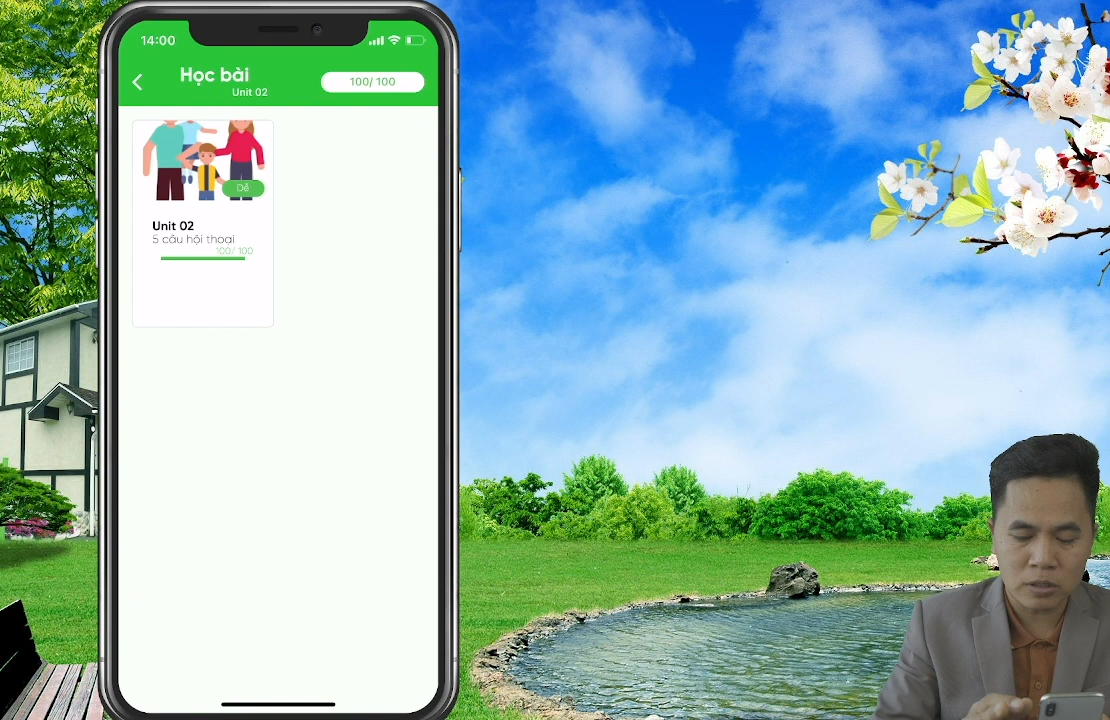 14:00
Học bài
Unit 02
100/ 100
Dễ
Unit 02
5 câu hội thoại
100/ 100